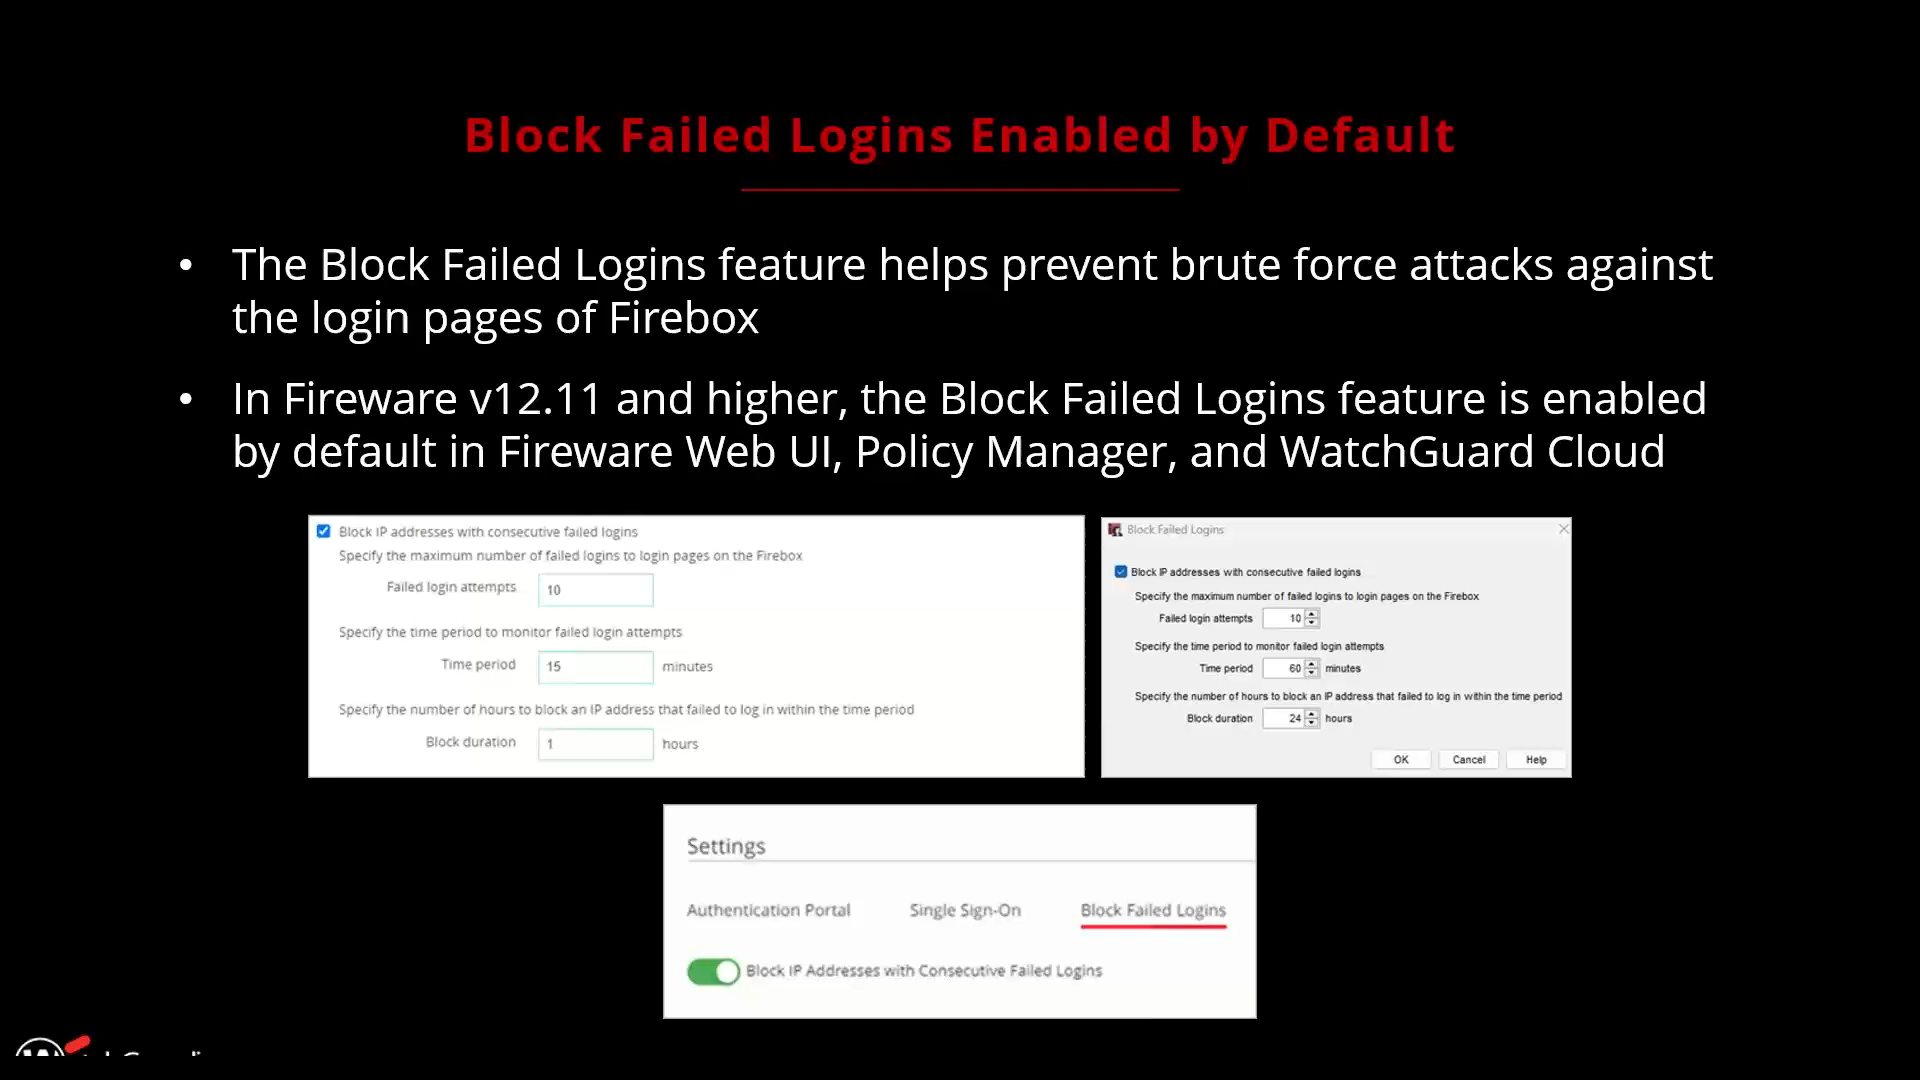 Block Failed Logins Enabled by Default
• The Block Failed Logins feature helps prevent brute force attacks against
the login pages of Firebox
• In Fireware v12.11 and higher, the Block Failed Logins feature is enabled
by default in Fireware Web UI, Policy Manager, and WatchGuard Cloud
Block IP addresses with consecutive failed logins
Specify the maximum number of failed logins to login pages on the Firebox
Failed login attempts 10
Specify the time period to monitor failed login attempts
Time period 15 minutes
Specify the number of hours to block an IP address that failed to log in within the time period
Block duration 1 hours
Block Failed Logins
Block IP addresses with consecutive failed logins
Specify the maximum number of failed logins to login pages on the Firebox
Failed login attempts 10
Specify the time period to monitor failed login attempts
Time period 60 minutes
Specify the number of hours to block an IP address that failed to log in within the time period
Block duration 24 hours
OK Cancel Help
Settings
Authentication Portal Single Sign-On Block Failed Logins
Block IP Addresses with Consecutive Failed Logins